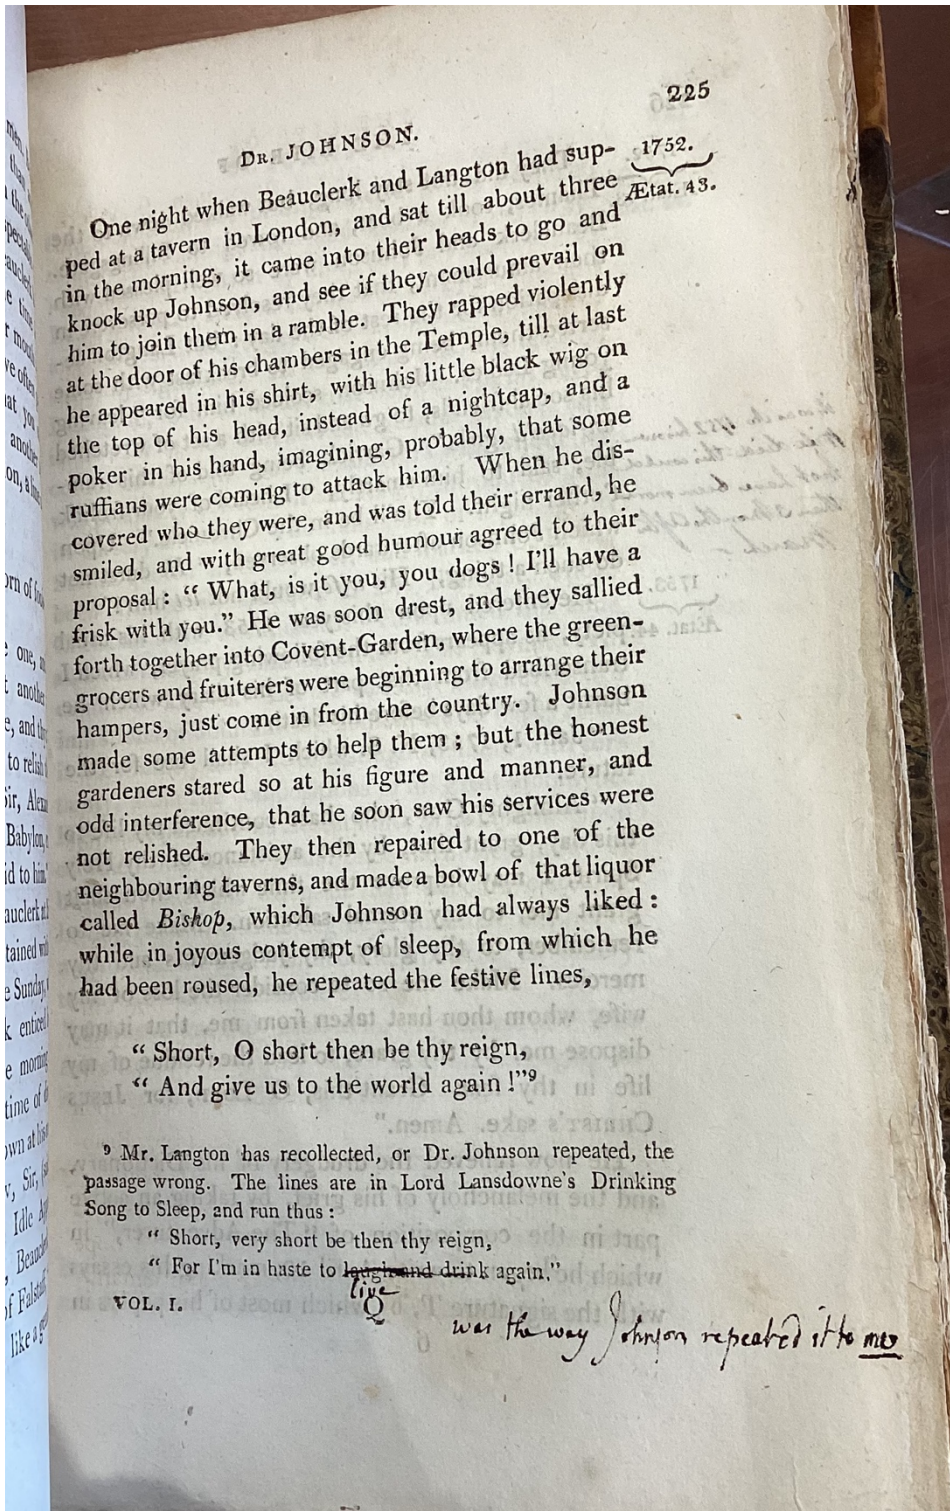 225
DR. JOHNSON.
1752.
Ætat. 43.
One night when Beauclerk and Langton had sup-
ped at a tavern in London, and sat till about three
in the morning, it came into their heads to go and
knock up Johnson, and see if they could prevail on
him to join them in a ramble. They rapped violently
at the door of his chambers in the Temple, till at last
he appeared in his shirt, with his little black wig on
the top of his head, instead of a nightcap, and a
poker in his hand, imagining, probably, that some
ruffians were coming to attack him. When he dis-
covered who they were, and was told their errand, he
smiled, and with great good humour agreed to their
proposal: “ What, is it you, you dogs! I'll have a
frisk with you.” He was soon drest, and they sallied
forth together into Covent-Garden, where the green-
grocers and fruiterers were beginning to arrange their
hampers, just come in from the country. Johnson
made some attempts to help them; but the honest
gardeners stared so at his figure and manner, and
odd interference, that he soon saw his services were
not relished. They then repaired to one of the
neighbouring taverns, and made a bowl of that liquor
called Bishop, which Johnson had always liked:
while in joyous contempt of sleep, from which he
had been roused, he repeated the festive lines,
“ Short, O short then be thy reign,
“ And give us to the world again!”⁹
⁹ Mr. Langton has recollected, or Dr. Johnson repeated, the
passage wrong. The lines are in Lord Lansdowne's Drinking
Song to Sleep, and run thus:
“ Short, very short be then thy reign,
“ For I'm in haste to laugh and drink again.”
live
VOL. I. Q
was the way Johnson repeated it to me